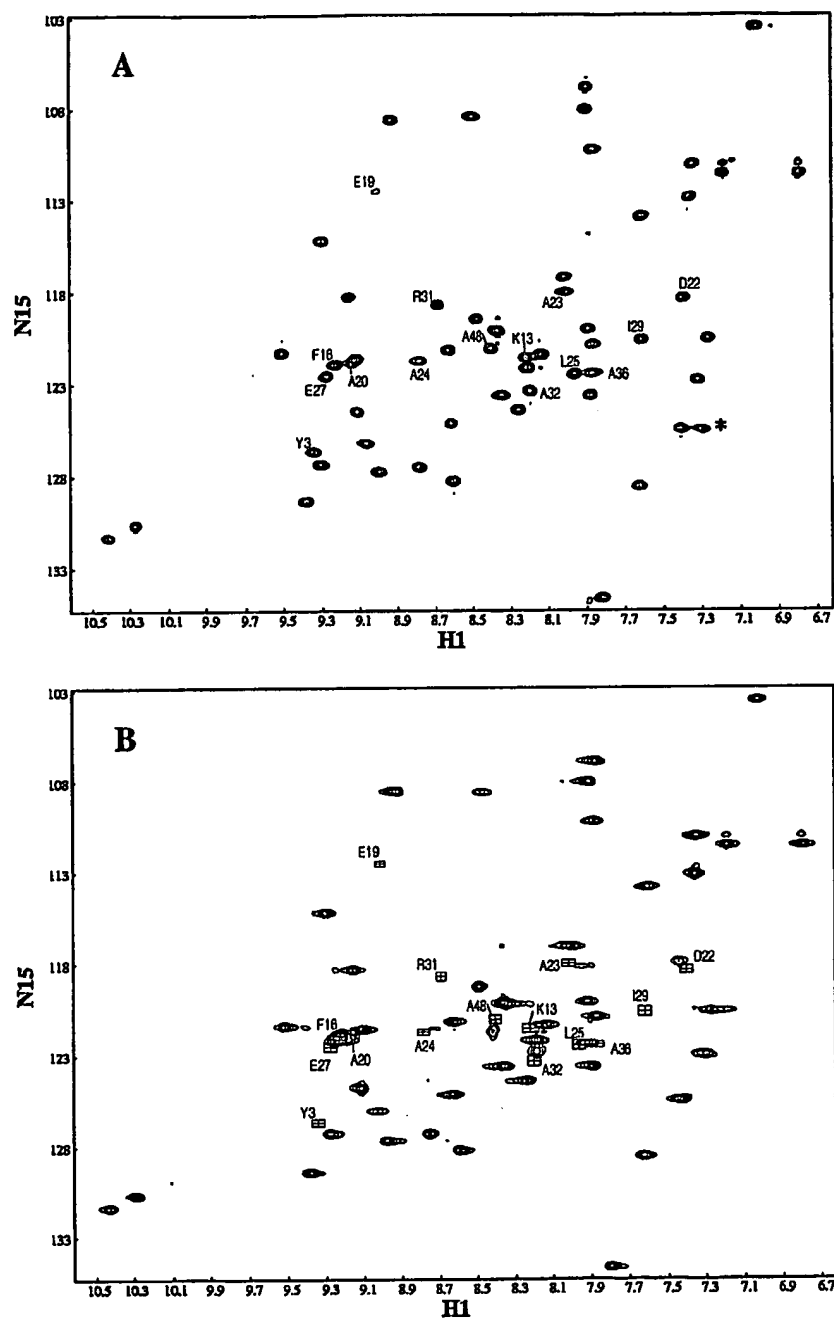 A
103
108
113
118
123
128
133
N15
E19
R31
D22
A23
A48
K13
I29
F16
A20
A24
L25
A36
E27
A32
Y3
*
10.5 10.3 9.9 9.7 9.5 9.3 9.1 8.9 8.7 8.5 8.3 8.1 7.9 7.7 7.5 7.3 7.1 6.9 6.7
H1
B
103
108
113
118
123
128
133
N15
E19
R31
A23
D22
A48
K13
I29
F16
A20
A24
L25
A36
E27
A32
Y3
10.5 10.3 10.1 9.9 9.7 9.5 9.3 9.1 8.9 8.7 8.5 8.3 8.1 7.9 7.7 7.5 7.3 7.1 6.9 6.7
H1